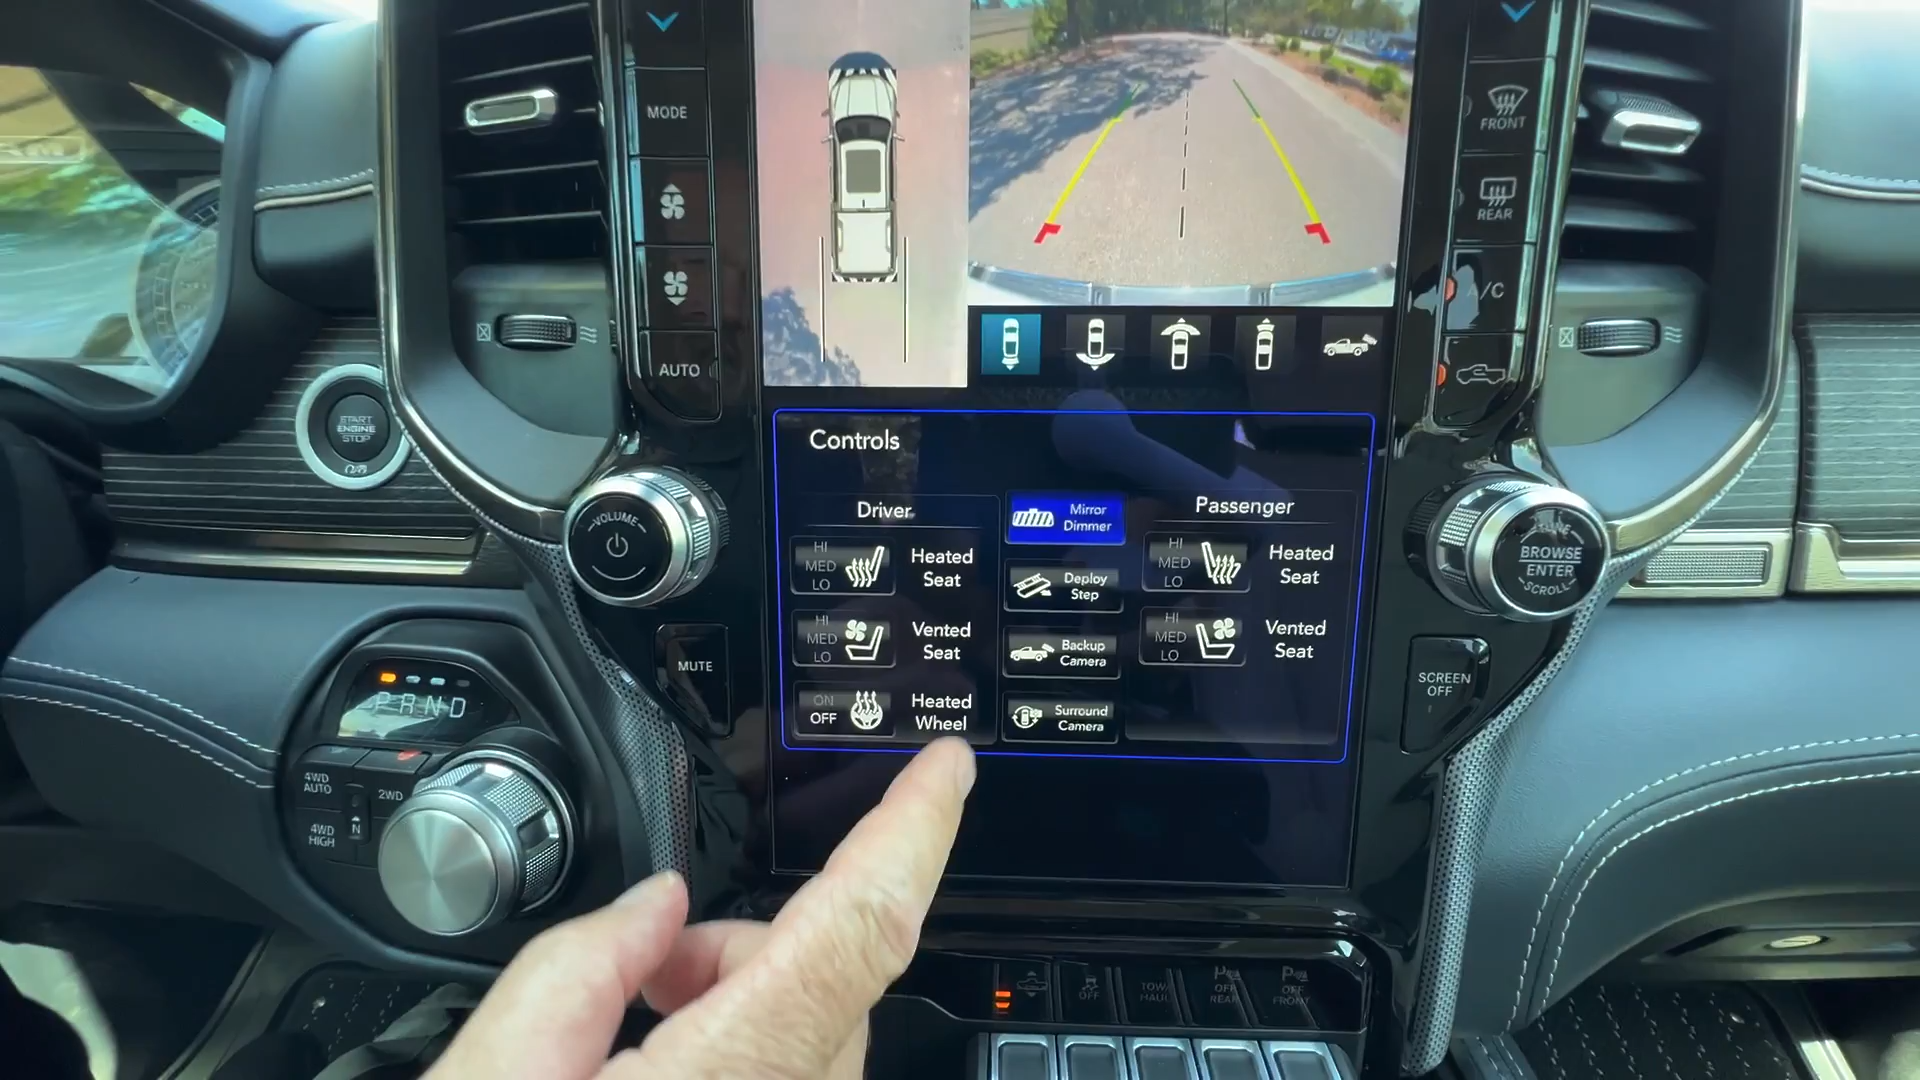 MODE
AUTO
FRONT
REAR
A/C
START
ENGINE
STOP
VOLUME
MUTE
BROWSE
ENTER
SCROLL
SCREEN
OFF
Controls
Driver
HI
MED
LO
Heated
Seat
HI
MED
LO
Vented
Seat
ON
OFF
Heated
Wheel
Mirror
Dimmer
Deploy
Step
Backup
Camera
Surround
Camera
Passenger
HI
MED
LO
Heated
Seat
HI
MED
LO
Vented
Seat
PRND
4WD
AUTO
2WD
N
4WD
HIGH
OFF
TOW/
HAUL
P
OFF
REAR
P
OFF
FRONT